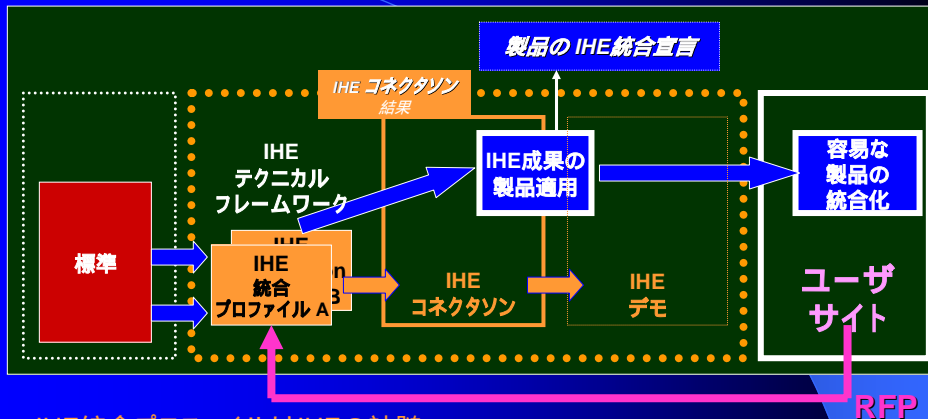 製品の IHE統合宣言
IHE コネクタソン
結果
IHE
テクニカル
フレームワーク
IHE成果の
製品適用
容易な
製品の
統合化
標準
IHE
on
B
IHE
統合
プロファイル A
IHE
コネクタソン
IHE
デモ
ユーザ
サイト
RFP